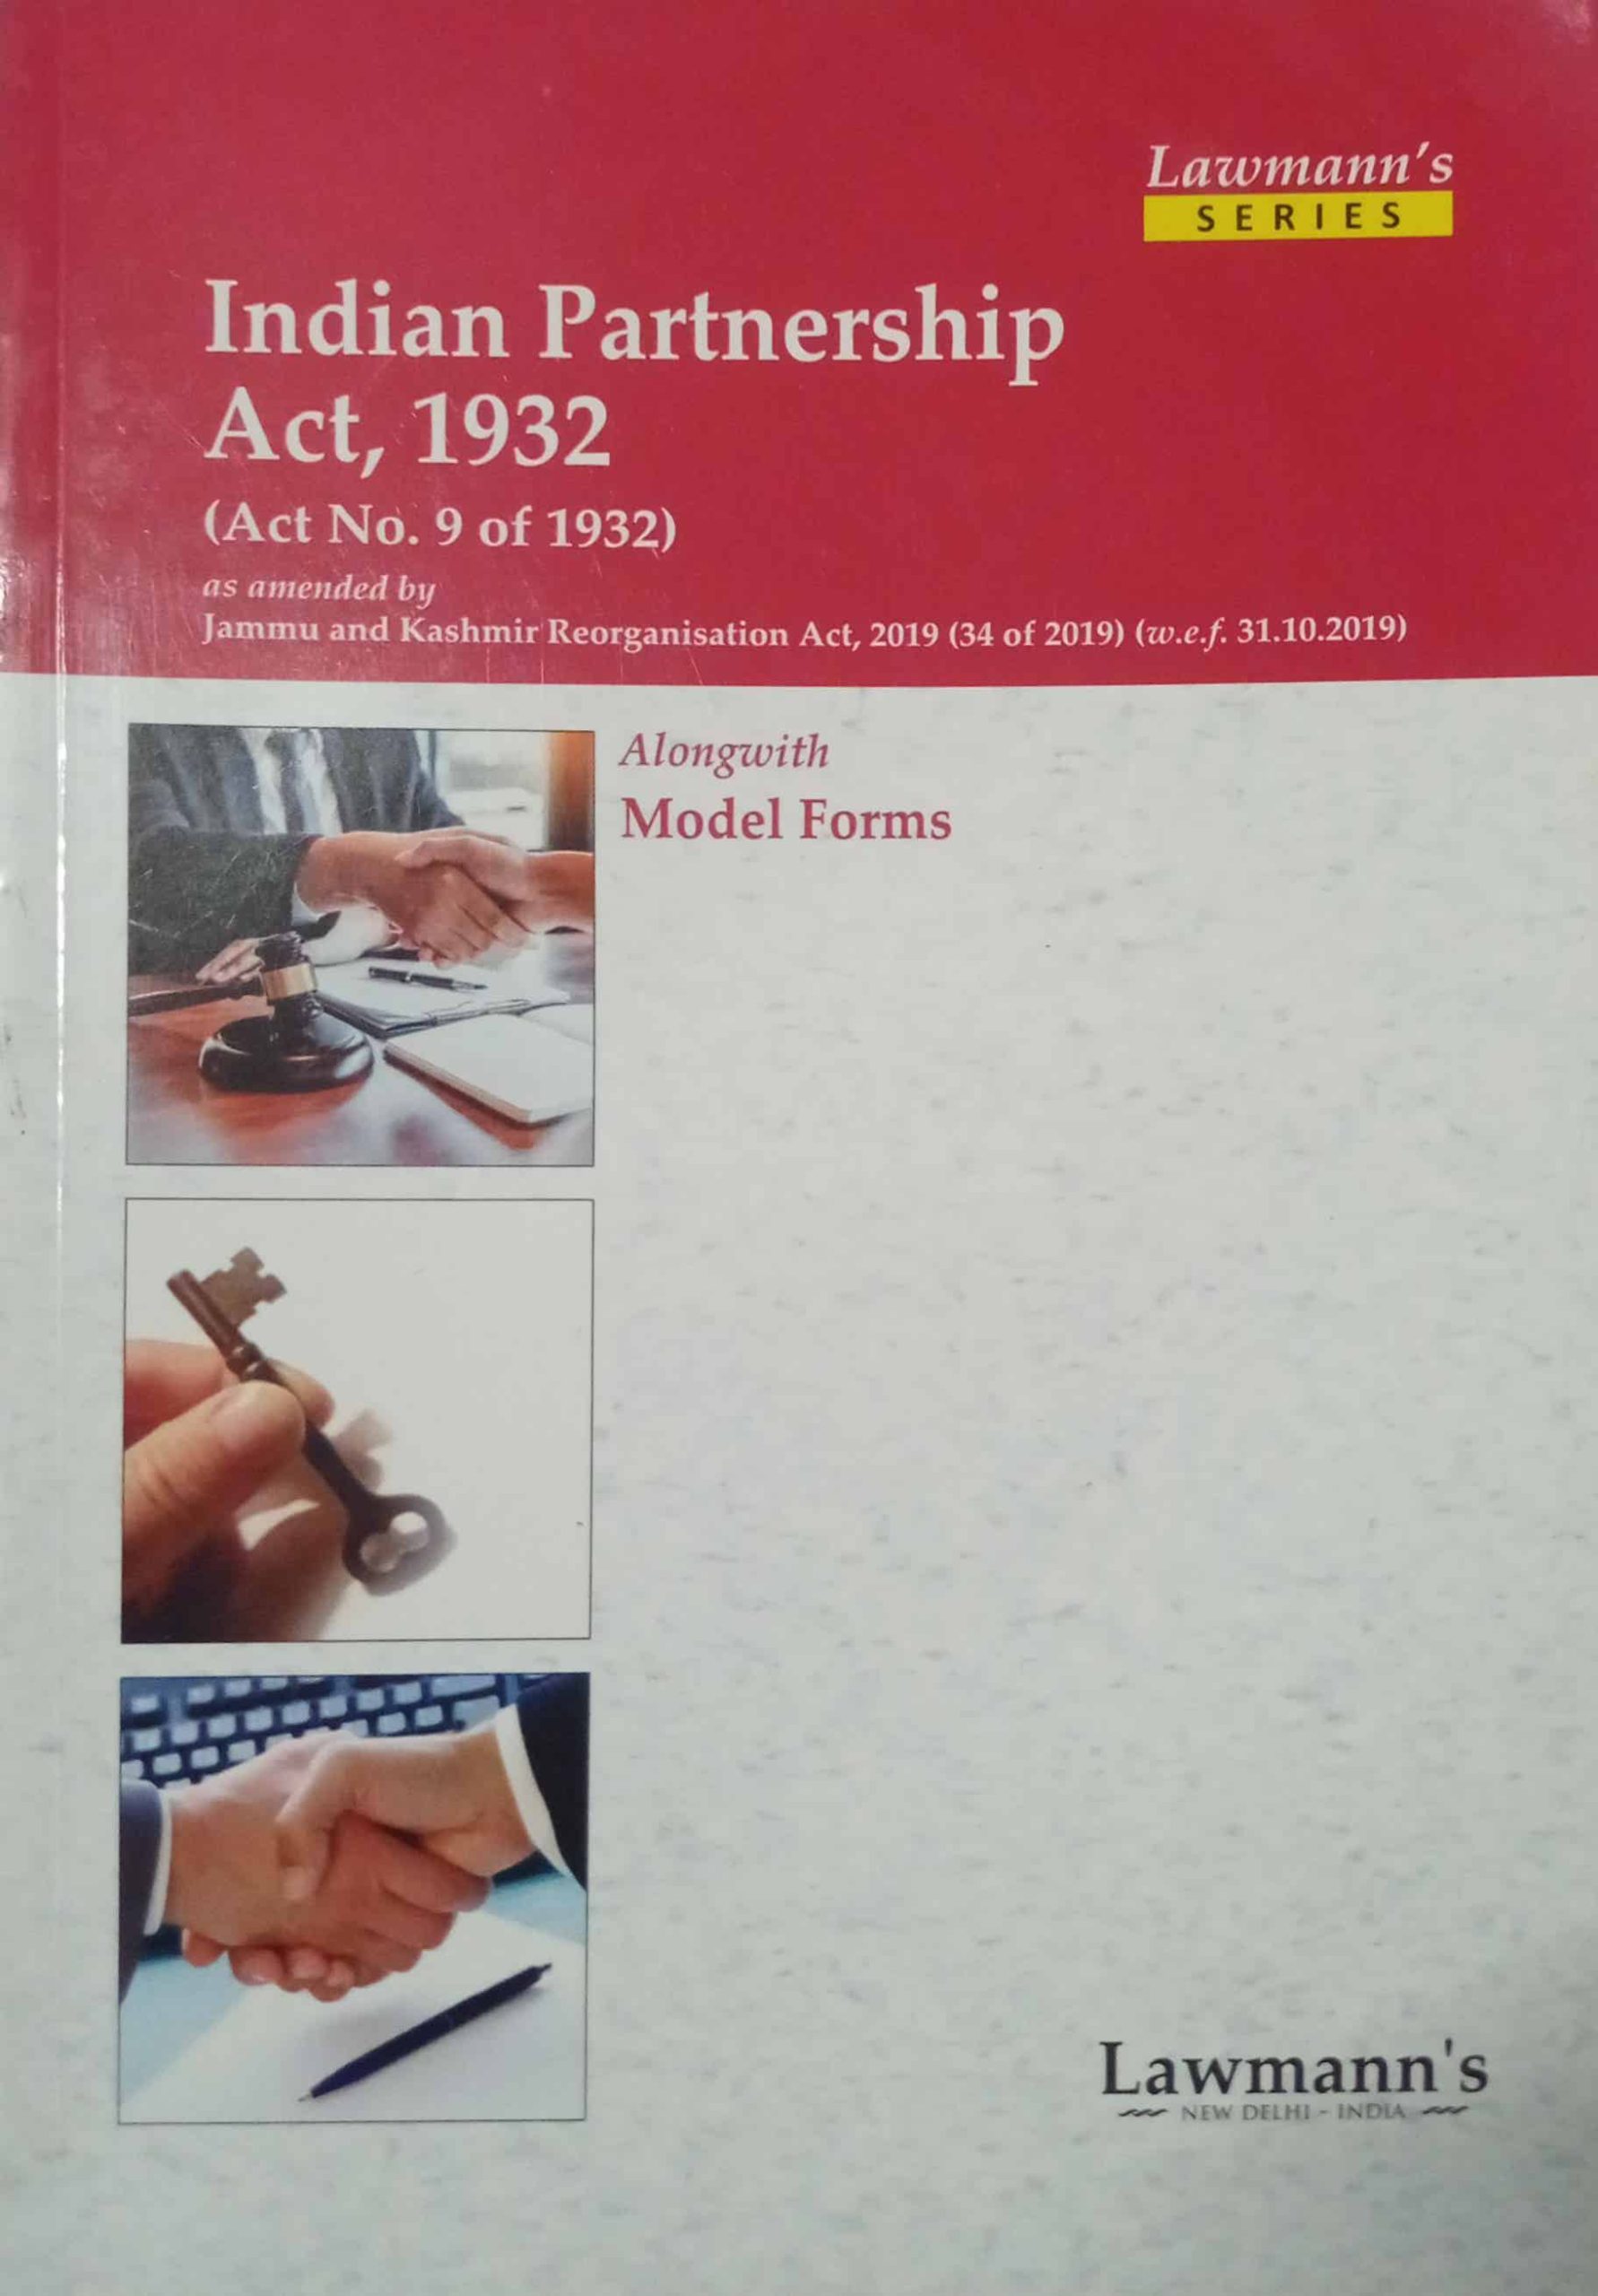 Lawmann's
SERIES
Indian Partnership
Act, 1932
(Act No. 9 of 1932)
as amended by
Jammu and Kashmir Reorganisation Act, 2019 (34 of 2019) (w.e.f. 31.10.2019)
Alongwith
Model Forms
Lawmann's
NEW DELHI - INDIA